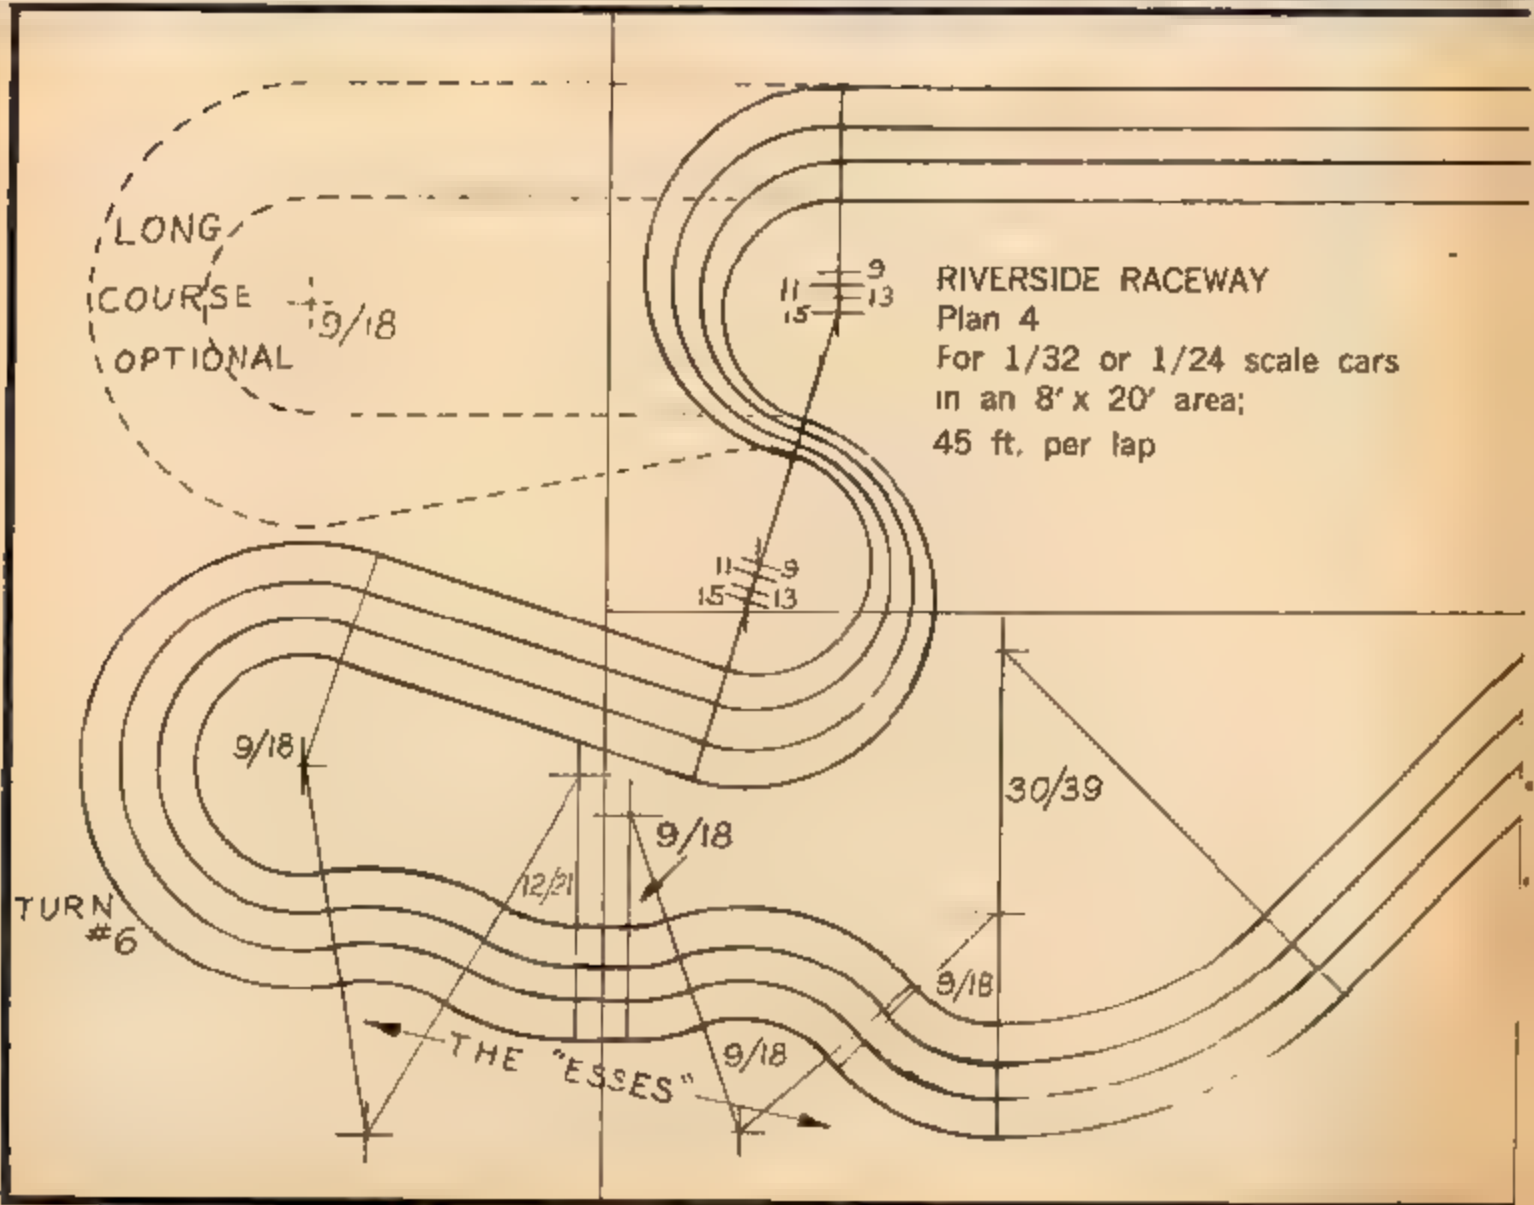 LONG
COURSE
OPTIONAL
9/18
9
11
13
15
RIVERSIDE RACEWAY
Plan 4
For 1/32 or 1/24 scale cars
in an 8' x 20' area;
45 ft. per lap
11
9
15
13
9/18
9/18
30/39
12/21
TURN
#6
9/18
9/18
THE "ESSES"